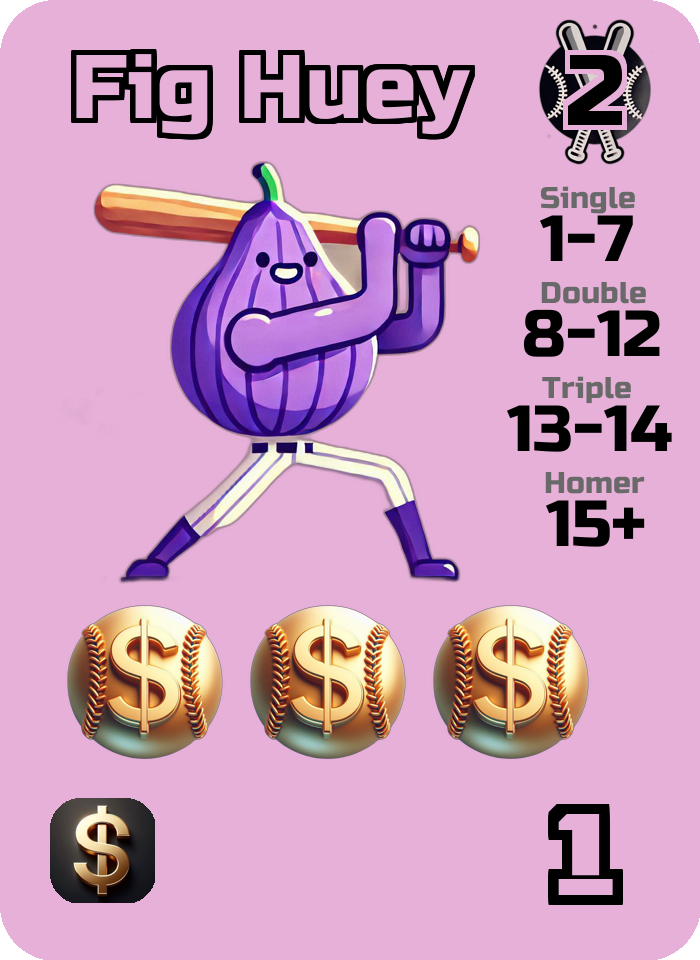 Fig Huey
2
Single
1-7
Double
8-12
Triple
13-14
Homer
15+
$ $ $
$ 1